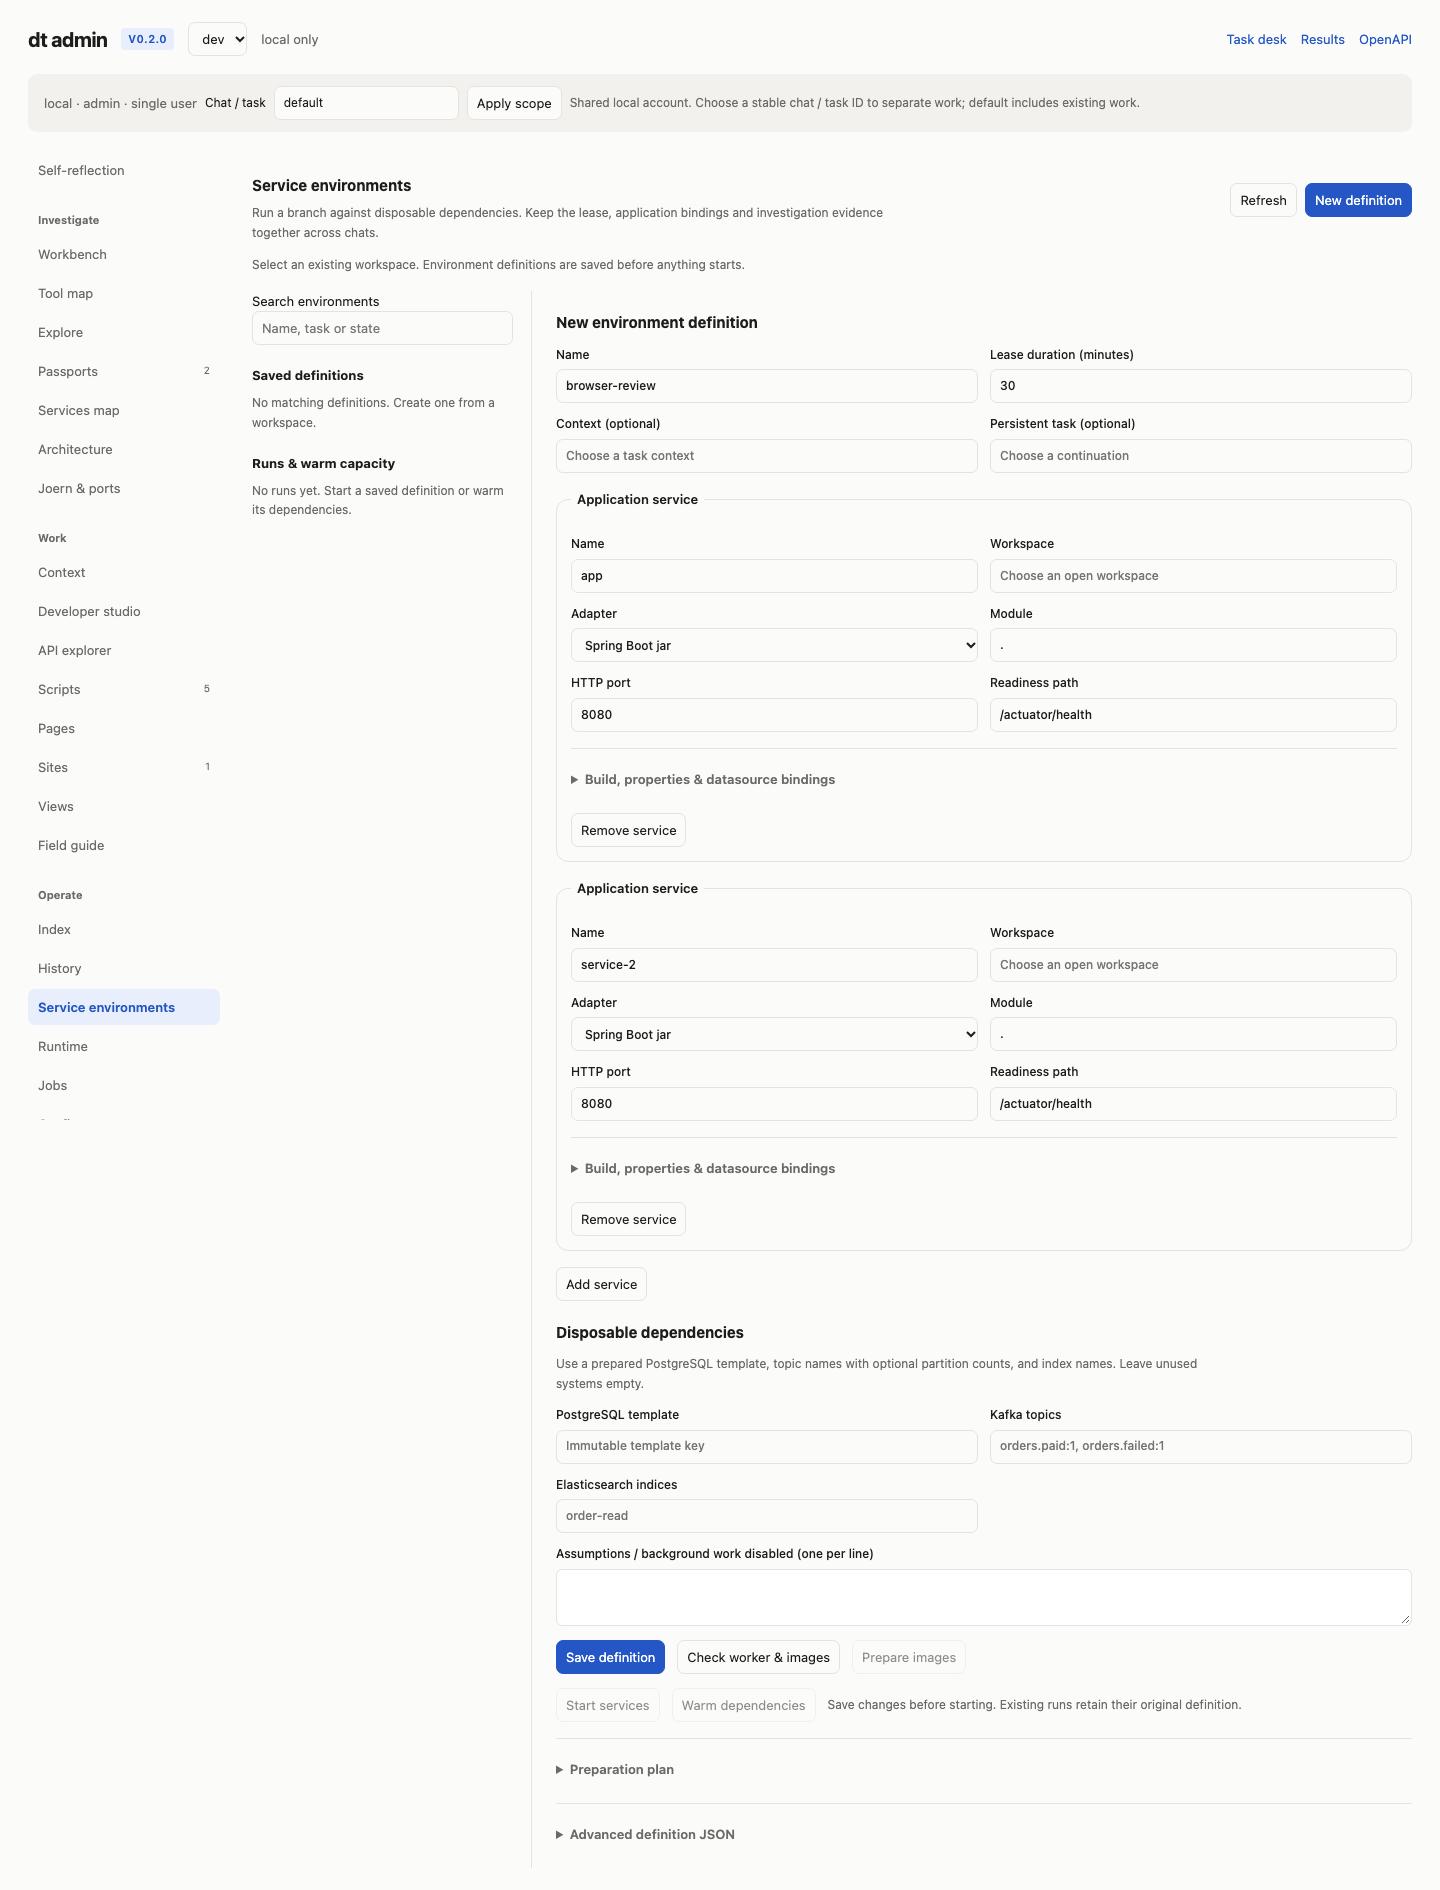 dt admin V0.2.0 dev local only Task desk Results OpenAPI
local · admin · single user Chat / task default Apply scope Shared local account. Choose a stable chat / task ID to separate work; default includes existing work.
Self-reflection
Investigate
Workbench
Tool map
Explore
Passports 2
Services map
Architecture
Joern & ports
Work
Context
Developer studio
API explorer
Scripts 5
Pages
Sites 1
Views
Field guide
Operate
Index
History
Service environments
Runtime
Jobs
Service environments
Run a branch against disposable dependencies. Keep the lease, application bindings and investigation evidence
together across chats.
Refresh New definition
Select an existing workspace. Environment definitions are saved before anything starts.
Search environments
Name, task or state
Saved definitions
No matching definitions. Create one from a
workspace.
Runs & warm capacity
No runs yet. Start a saved definition or warm
its dependencies.
New environment definition
Name Lease duration (minutes)
browser-review 30
Context (optional) Persistent task (optional)
Choose a task context Choose a continuation
Application service
Name Workspace
app Choose an open workspace
Adapter Module
Spring Boot jar .
HTTP port Readiness path
8080 /actuator/health
Build, properties & datasource bindings
Remove service
Application service
Name Workspace
service-2 Choose an open workspace
Adapter Module
Spring Boot jar .
HTTP port Readiness path
8080 /actuator/health
Build, properties & datasource bindings
Remove service
Add service
Disposable dependencies
Use a prepared PostgreSQL template, topic names with optional partition counts, and index names. Leave unused
systems empty.
PostgreSQL template Kafka topics
Immutable template key orders.paid:1, orders.failed:1
Elasticsearch indices
order-read
Assumptions / background work disabled (one per line)
Save definition Check worker & images Prepare images
Start services Warm dependencies Save changes before starting. Existing runs retain their original definition.
Preparation plan
Advanced definition JSON